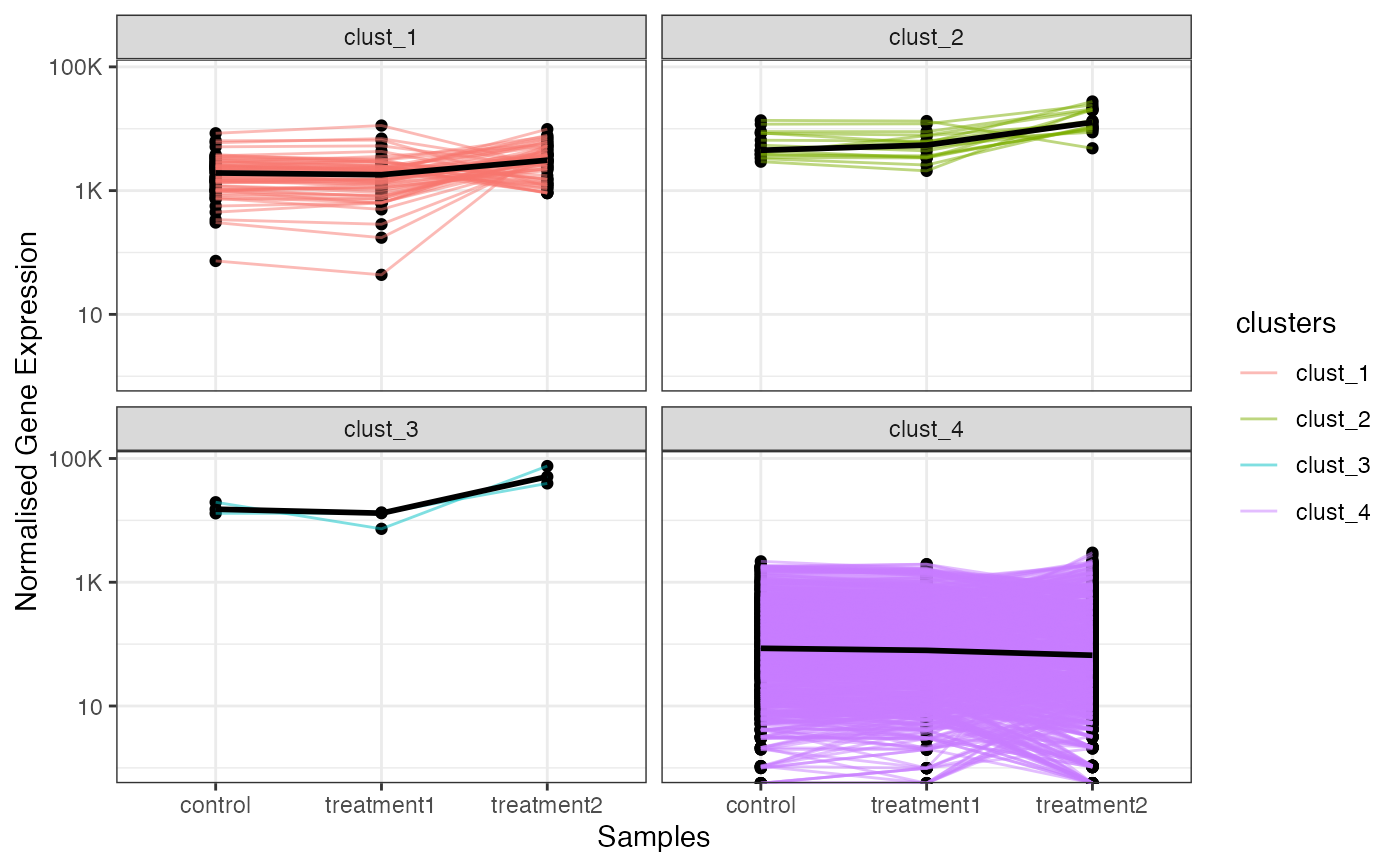 clust_1
clust_2
100K
1K
10
Normalised Gene Expression
clust_3
clust_4
100K
1K
10
control
treatment1
treatment2
control
treatment1
treatment2
Samples
clusters
clust_1
clust_2
clust_3
clust_4